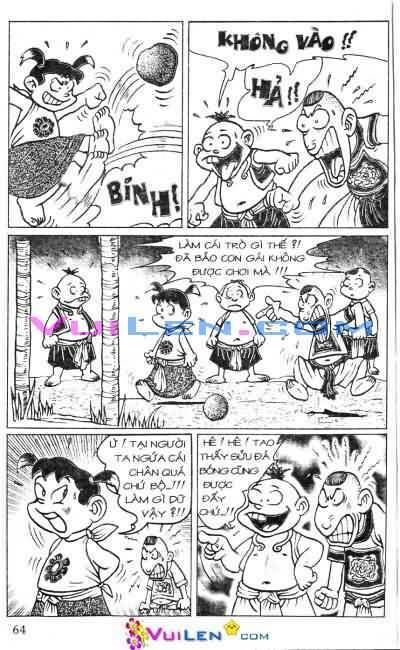 BÍNH!
KHÔNG VÀO!!
HẢ!!
LÀM CÁI TRÒ GÌ THẾ?!
ĐÃ BẢO CON GÁI KHÔNG
ĐƯỢC CHƠI MÀ!!!
VUILEN.COM
Ừ! TẠI NGƯỜI
TA NGỨA CÁI
CHÂN QUÁ
CHỨ BỘ..!!!
LÀM GÌ DỮ
VẬY?!!
HÊ! HÊ! TAO
THẤY SỬU ĐÁ
BÓNG CŨNG
ĐƯỢC
ĐẤY
CHỨ..!!
64
VUILEN.COM